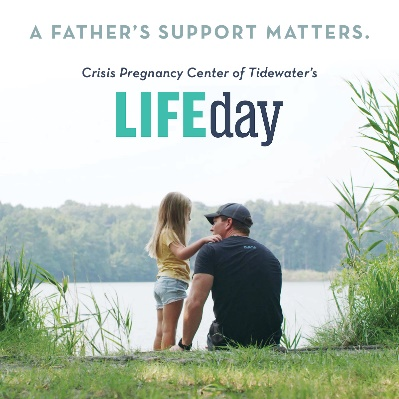 A FATHER'S SUPPORT MATTERS.
Crisis Pregnancy Center of Tidewater's
LIFEday